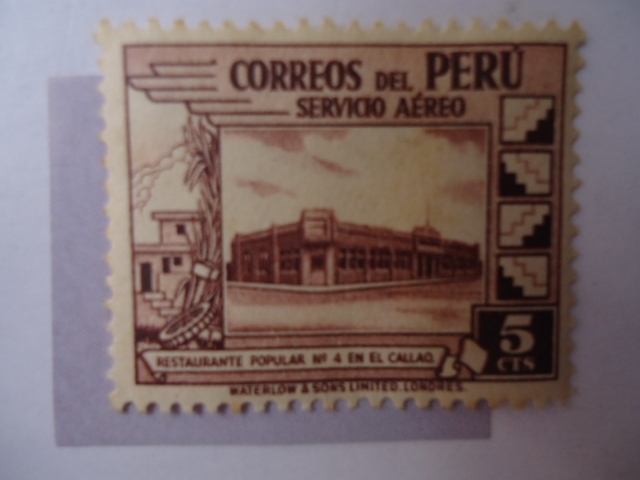 CORREOS DEL PERÚ
SERVICIO AÉREO
5
CTS
RESTAURANTE POPULAR Nº 4 EN EL CALLAO.
WATERLOW & SONS LIMITED. LONDRES.